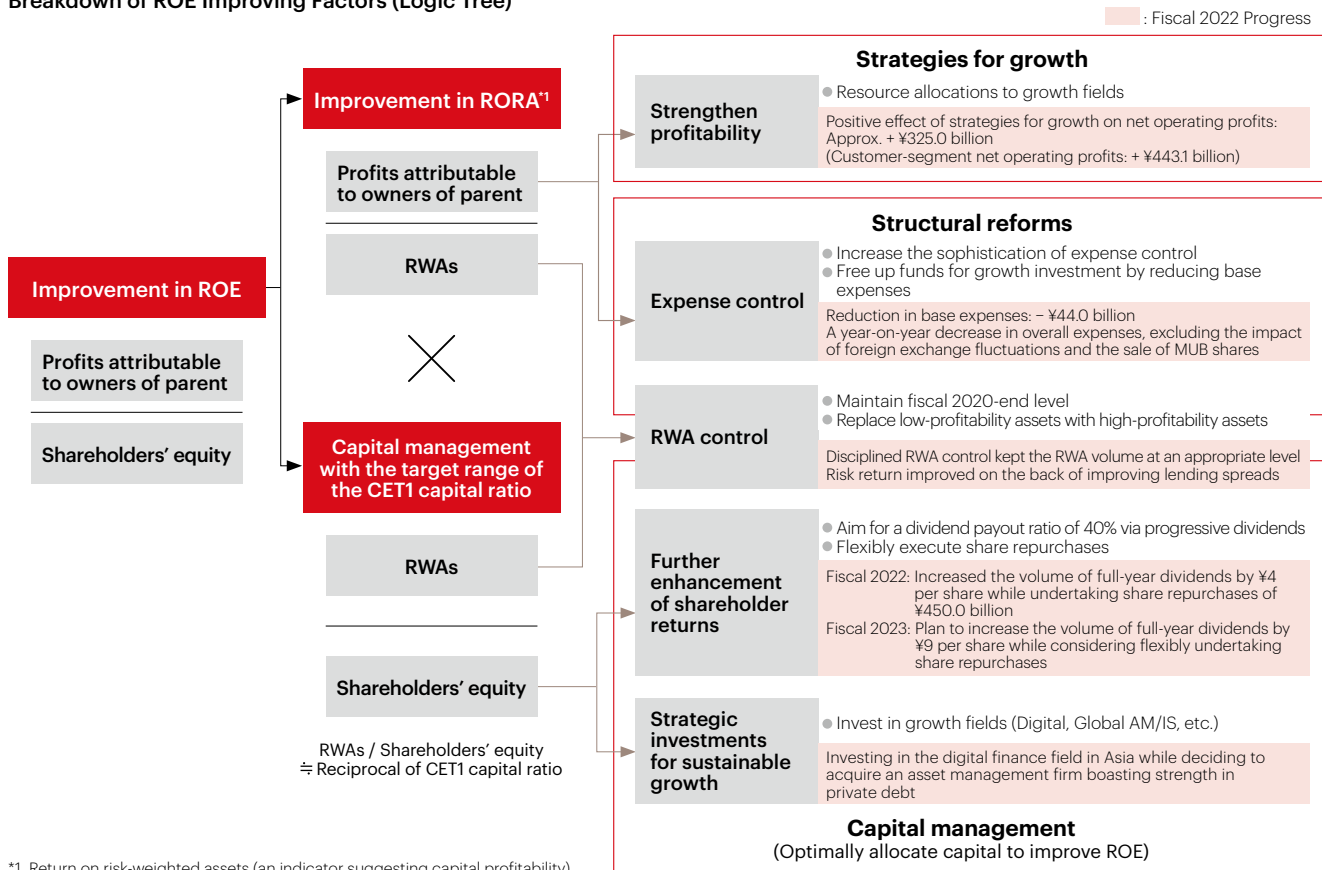 Breakdown of ROE Improving Factors (Logic Tree)
: Fiscal 2022 Progress
Improvement in ROE
Profits attributable
to owners of parent
Shareholders' equity
Improvement in RORA*1
Profits attributable
to owners of parent
RWAs
×
Capital management
with the target range of
the CET1 capital ratio
RWAs
Shareholders' equity
RWAs / Shareholders' equity
≒ Reciprocal of CET1 capital ratio
Strategies for growth
Strengthen
profitability
● Resource allocations to growth fields
Positive effect of strategies for growth on net operating profits:
Approx. + ¥325.0 billion
(Customer-segment net operating profits: + ¥443.1 billion)
Structural reforms
Expense control
● Increase the sophistication of expense control
● Free up funds for growth investment by reducing base
expenses
Reduction in base expenses: − ¥44.0 billion
A year-on-year decrease in overall expenses, excluding the impact
of foreign exchange fluctuations and the sale of MUB shares
RWA control
● Maintain fiscal 2020-end level
● Replace low-profitability assets with high-profitability assets
Disciplined RWA control kept the RWA volume at an appropriate level
Risk return improved on the back of improving lending spreads
Further
enhancement
of shareholder
returns
● Aim for a dividend payout ratio of 40% via progressive dividends
● Flexibly execute share repurchases
Fiscal 2022: Increased the volume of full-year dividends by ¥4
per share while undertaking share repurchases of
¥450.0 billion
Fiscal 2023: Plan to increase the volume of full-year dividends by
¥9 per share while considering flexibly undertaking
share repurchases
Strategic
investments
for sustainable
growth
● Invest in growth fields (Digital, Global AM/IS, etc.)
Investing in the digital finance field in Asia while deciding to
acquire an asset management firm boasting strength in
private debt
Capital management
(Optimally allocate capital to improve ROE)
*1 Return on risk-weighted assets (an indicator suggesting capital profitability)